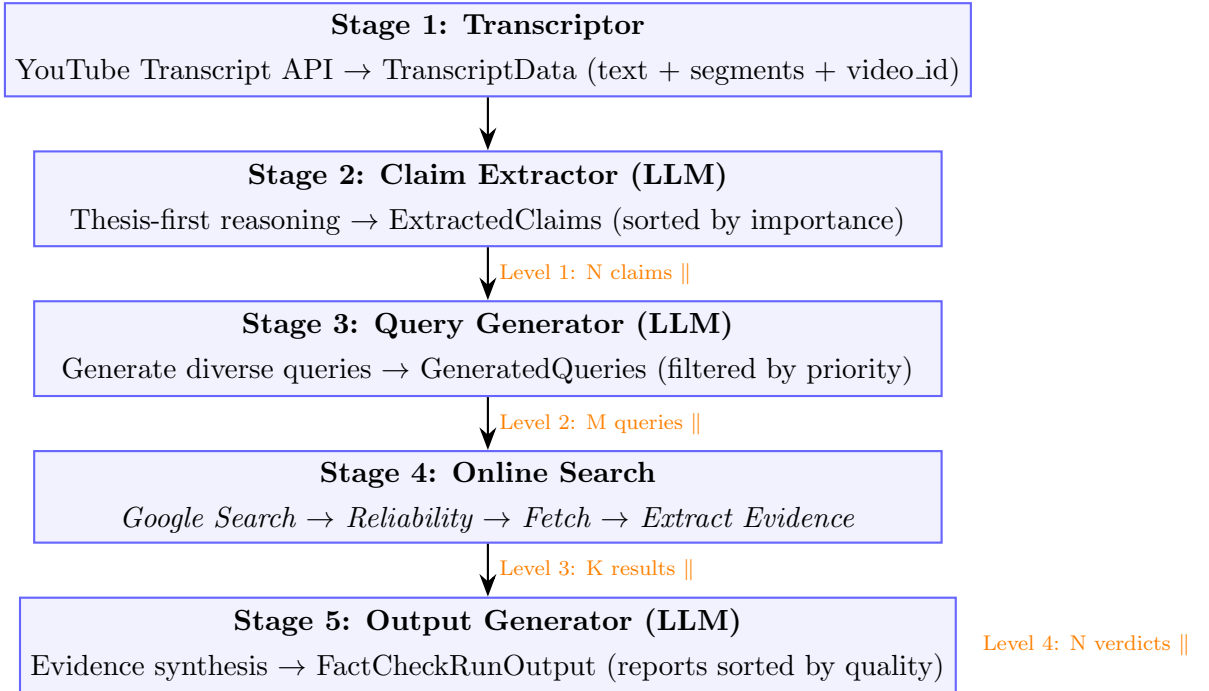 Stage 1: Transcriptor
YouTube Transcript API → TranscriptData (text + segments + video_id)
Stage 2: Claim Extractor (LLM)
Thesis-first reasoning → ExtractedClaims (sorted by importance)
Level 1: N claims ∥
Stage 3: Query Generator (LLM)
Generate diverse queries → GeneratedQueries (filtered by priority)
Level 2: M queries ∥
Stage 4: Online Search
Google Search → Reliability → Fetch → Extract Evidence
Level 3: K results ∥
Stage 5: Output Generator (LLM)
Evidence synthesis → FactCheckRunOutput (reports sorted by quality)
Level 4: N verdicts ∥